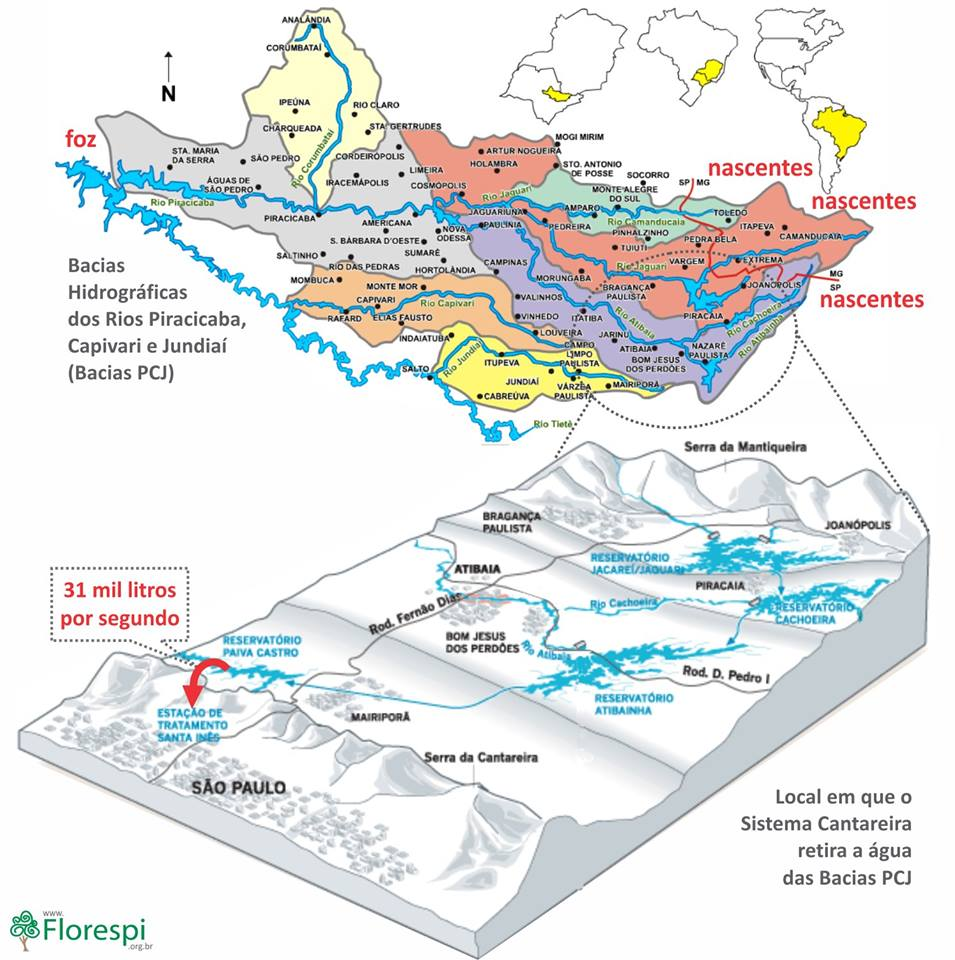 ANALÂNDIA
CORUMBATAÍ
N
IPEÚNA
RIO CLARO
CHARQUEADA
STA. GERTRUDES
MOGI MIRIM
foz
STA. MARIA
DA SERRA
SÃO PEDRO
CORDEIRÓPOLIS
ARTUR NOGUEIRA
HOLAMBRA
STO. ANTONIO
DE POSSE
SOCORRO
SP MG
nascentes
LIMEIRA
IRACEMÁPOLIS
COSMÓPOLIS
MONTE ALEGRE
DO SUL
ÁGUAS DE
SÃO PEDRO
Rio Corumbataí
Rio Jaguari
nascentes
Rio Piracicaba
PIRACICABA
AMERICANA
JAGUARIÚNA
AMPARO
Rio Camanducaia
TOLEDO
ITAPEVA
CAMANDUCAIA
NOVA
ODESSA
PAULÍNIA
PEDREIRA
PINHALZINHO
PEDRA BELA
S. BÁRBARA D'OESTE
TUIUTI
SALTINHO
SUMARÉ
RIO DAS PEDRAS
HORTOLÂNDIA
CAMPINAS
MORUNGABA
Rio Jaguari
VARGEM
EXTREMA
MG
SP
nascentes
MOMBUCA
MONTE MOR
BRAGANÇA
PAULISTA
JOANÓPOLIS
CAPIVARI
Rio Capivari
VALINHOS
RAFARD
ELIAS FAUSTO
VINHEDO
ITATIBA
Rio Atibaia
PIRACAIA
Rio Cachoeira
Rio Atibainha
INDAIATUBA
LOUVEIRA
JARINU
ATIBAIA
NAZARÉ
PAULISTA
CAMPO
LIMPO
PAULISTA
BOM JESUS
DOS PERDÕES
SALTO
Rio Jundiaí
ITUPEVA
JUNDIAÍ
VÁRZEA
PAULISTA
MAIRIPORÃ
CABREÚVA
Rio Tietê
Bacias
Hidrográficas
dos Rios Piracicaba,
Capivari e Jundiaí
(Bacias PCJ)
Serra da Mantiqueira
BRAGANÇA
PAULISTA
JOANÓPOLIS
RESERVATÓRIO
JACAREÍ/JAGUARI
ATIBAIA
PIRACAIA
31 mil litros
por segundo
Rod. Fernão Dias
Rio Cachoeira
RESERVATÓRIO
CACHOEIRA
RESERVATÓRIO
PAIVA CASTRO
BOM JESUS
DOS PERDÕES
Rio Atibaia
Rod. D. Pedro I
RESERVATÓRIO
ATIBAINHA
ESTAÇÃO DE
TRATAMENTO
SANTA INÊS
MAIRIPORÃ
Serra da Cantareira
SÃO PAULO
Local em que o
Sistema Cantareira
retira a água
das Bacias PCJ
www.
Florespi
.org.br